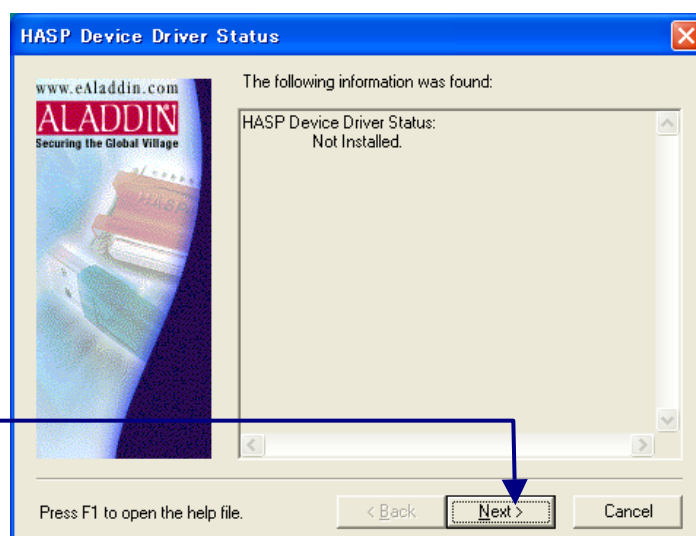 HASP Device Driver Status
www.eAladdin.com
ALADDIN
Securing the Global Village
HASP
The following information was found:
HASP Device Driver Status:
Not Installed.
Press F1 to open the help file.
< Back
Next >
Cancel